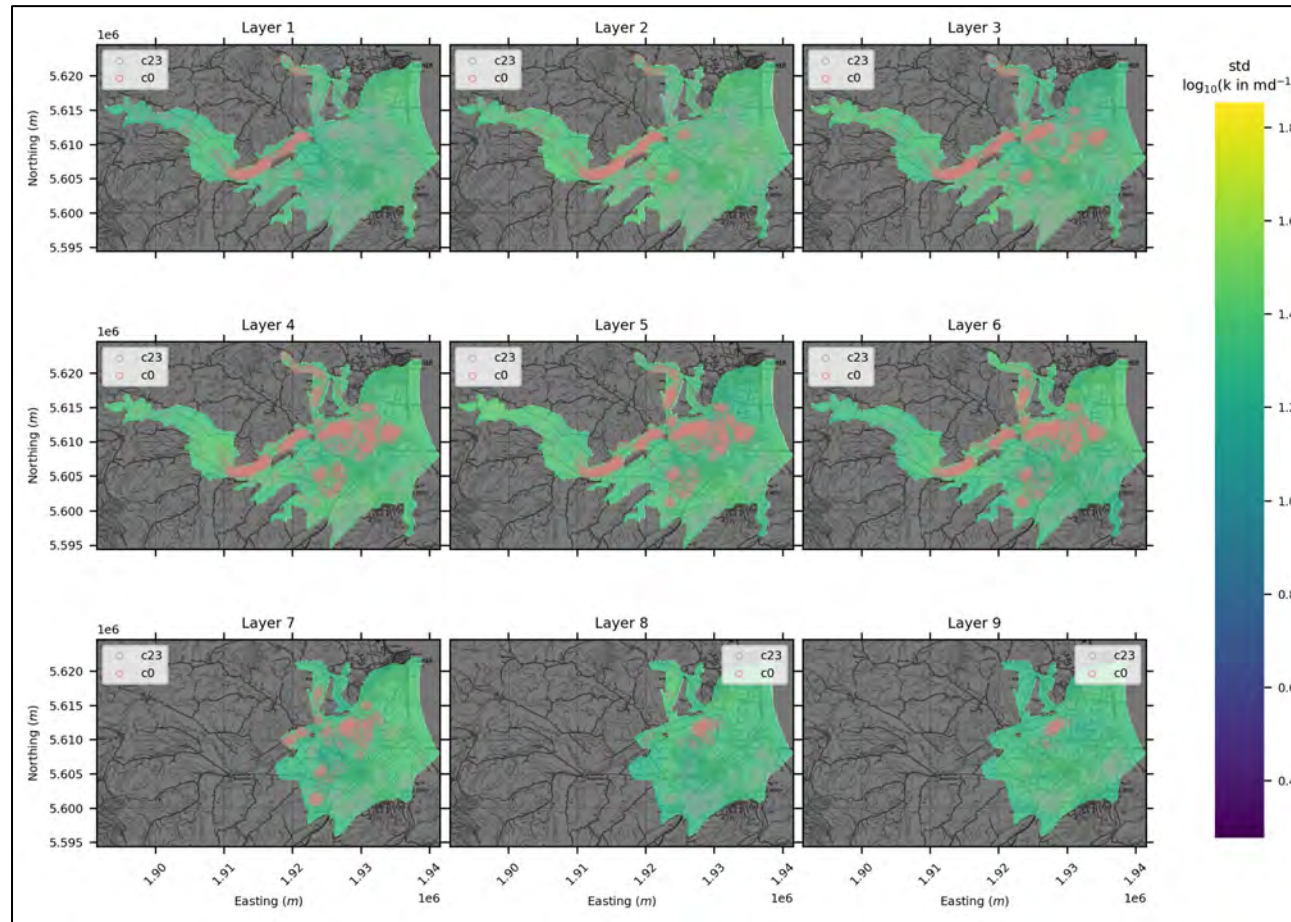 Layer 1
Layer 2
Layer 3
1e6
c23
c0
c23
c0
c23
c0
std
log₁₀(k in md⁻¹
5.620
5.615
5.610
5.605
5.600
5.595
Northing (m)
1.8
1.6
1.4
1.2
1.0
0.8
0.6
0.4
Layer 4
Layer 5
Layer 6
1e6
c23
c0
c23
c0
c23
c0
5.620
5.615
5.610
5.605
5.600
5.595
Northing (m)
Layer 7
Layer 8
Layer 9
1e6
c23
c0
c23
c0
c23
c0
5.620
5.615
5.610
5.605
5.600
5.595
Northing (m)
1.90
1.91
1.92
1.93
1.94
1.90
1.91
1.92
1.93
1.94
1.90
1.91
1.92
1.93
1.94
Easting (m)
1e6
Easting (m)
1e6
Easting (m)
1e6